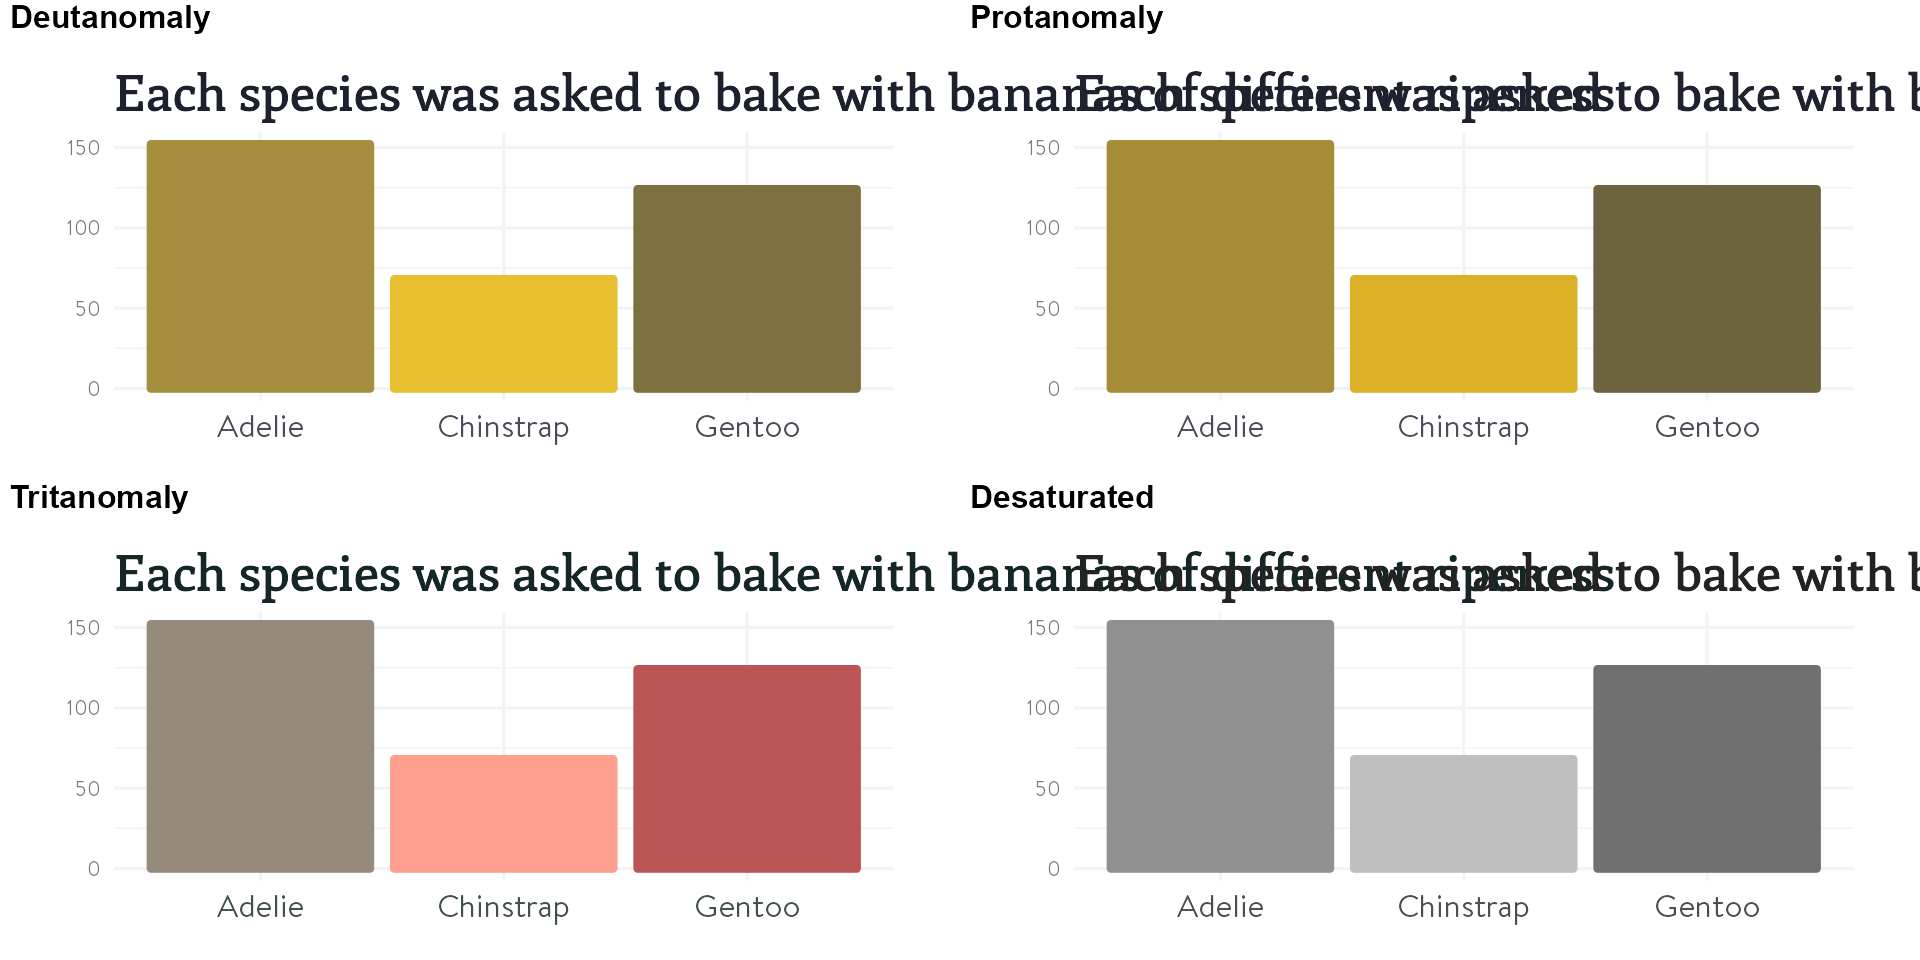 Deutanomaly
Each species was asked to bake with bananas of different ripeness
150
100
50
0
Adelie Chinstrap Gentoo
Protanomaly
Each species was asked to bake with b
150
100
50
0
Adelie Chinstrap Gentoo
Tritanomaly
Each species was asked to bake with bananas of different ripeness
150
100
50
0
Adelie Chinstrap Gentoo
Desaturated
Each species was asked to bake with b
150
100
50
0
Adelie Chinstrap Gentoo